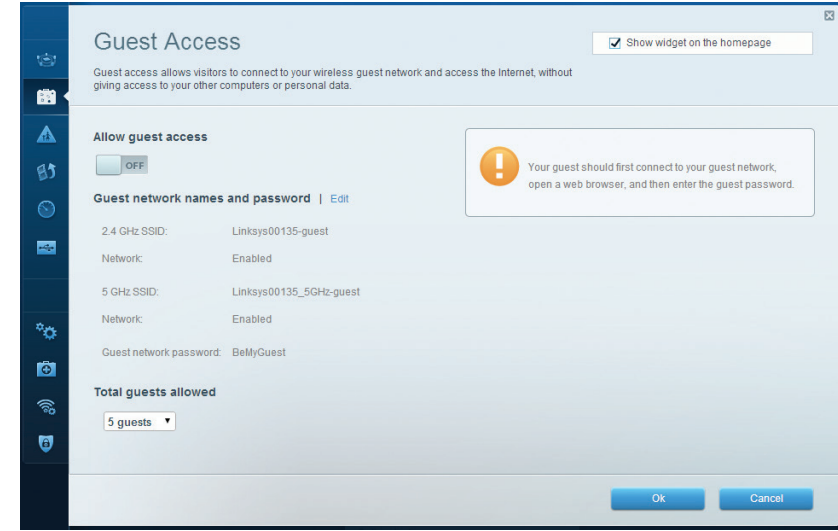 Guest Access
Show widget on the homepage
Guest access allows visitors to connect to your wireless guest network and access the Internet, without
giving access to your other computers or personal data.
Allow guest access
OFF
Your guest should first connect to your guest network,
open a web browser, and then enter the guest password.
Guest network names and password | Edit
2.4 GHz SSID: Linksys00135-guest
Network: Enabled
5 GHz SSID: Linksys00135_5GHz-guest
Network: Enabled
Guest network password: BeMyGuest
Total guests allowed
5 guests
Ok Cancel